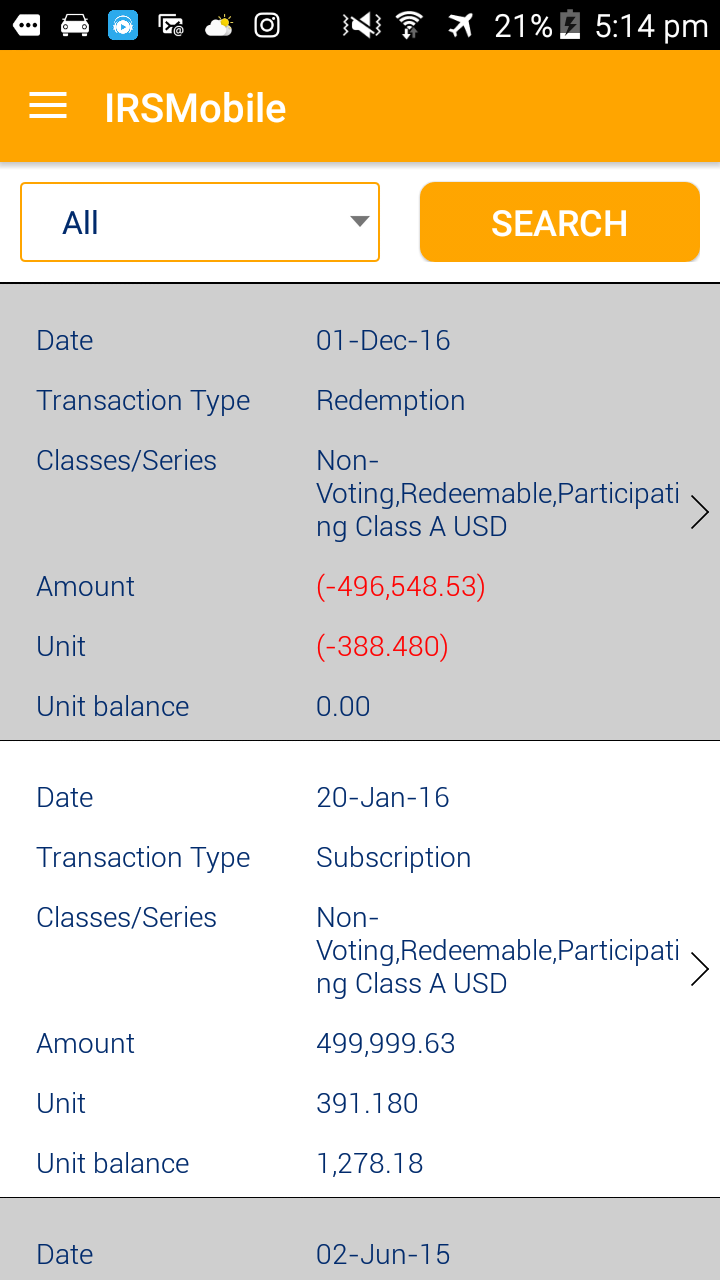 21% 5:14 pm
IRSMobile
All SEARCH
Date 01-Dec-16
Transaction Type Redemption
Classes/Series Non-
Voting,Redeemable,Participati
ng Class A USD
Amount (-496,548.53)
Unit (-388.480)
Unit balance 0.00
Date 20-Jan-16
Transaction Type Subscription
Classes/Series Non-
Voting,Redeemable,Participati
ng Class A USD
Amount 499,999.63
Unit 391.180
Unit balance 1,278.18
Date 02-Jun-15